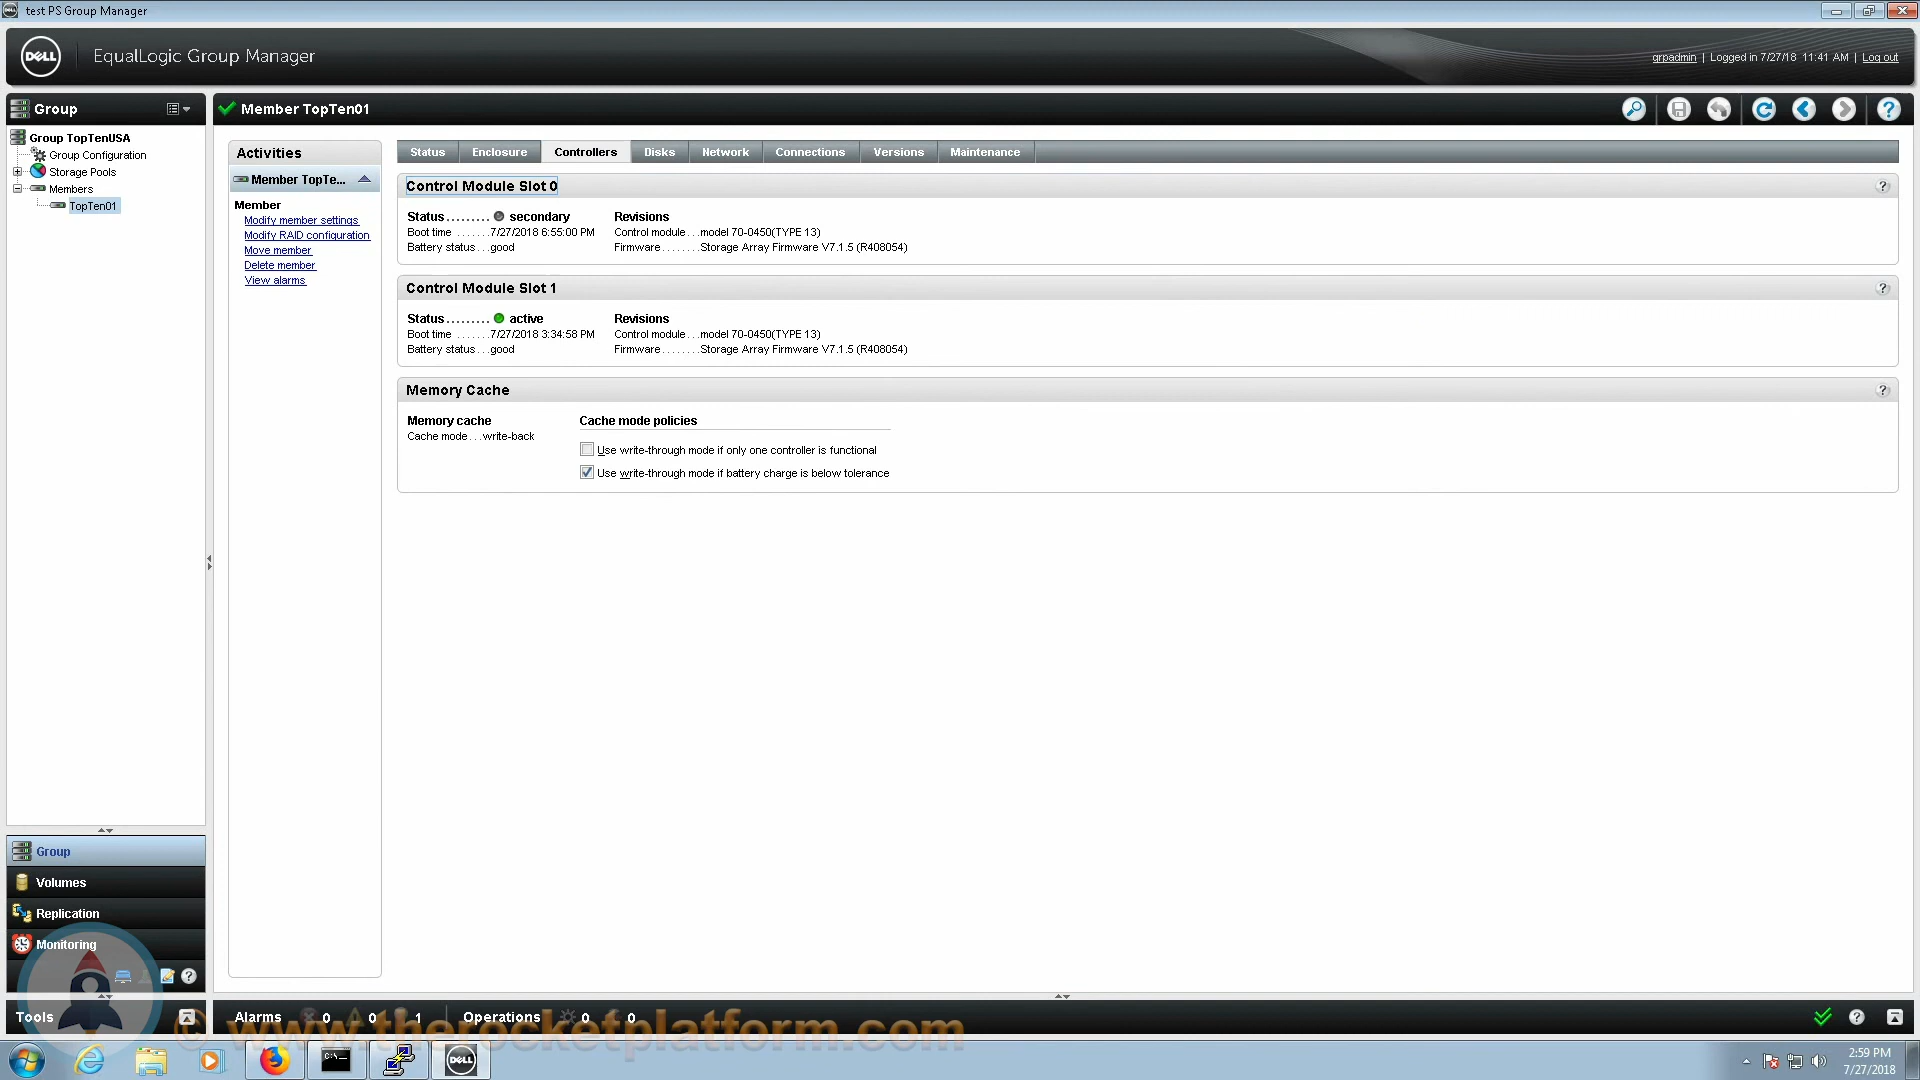 test PS Group Manager
DELL
EqualLogic Group Manager
grpadmin | Logged in 7/27/18 11:41 AM | Log out
Group
Member TopTen01
Group TopTenUSA
Group Configuration
Storage Pools
Members
TopTen01
Activities
Member TopTe...
Member
Modify member settings
Modify RAID configuration
Move member
Delete member
View alarms
Status
Enclosure
Controllers
Disks
Network
Connections
Versions
Maintenance
Control Module Slot 0
Status ......... secondary
Boot time .......7/27/2018 6:55:00 PM
Battery status ...good
Revisions
Control module ...model 70-0450(TYPE 13)
Firmware ........Storage Array Firmware V7.1.5 (R408054)
Control Module Slot 1
Status ......... active
Boot time .......7/27/2018 3:34:58 PM
Battery status ...good
Revisions
Control module ...model 70-0450(TYPE 13)
Firmware ........Storage Array Firmware V7.1.5 (R408054)
Memory Cache
Memory cache
Cache mode ...write-back
Cache mode policies
Use write-through mode if only one controller is functional
Use write-through mode if battery charge is below tolerance
Group
Volumes
Replication
Monitoring
Tools
Alarms 0 0 1 Operations 0 0
© www.therocketplatform.com
C:\
DELL
2:59 PM
7/27/2018